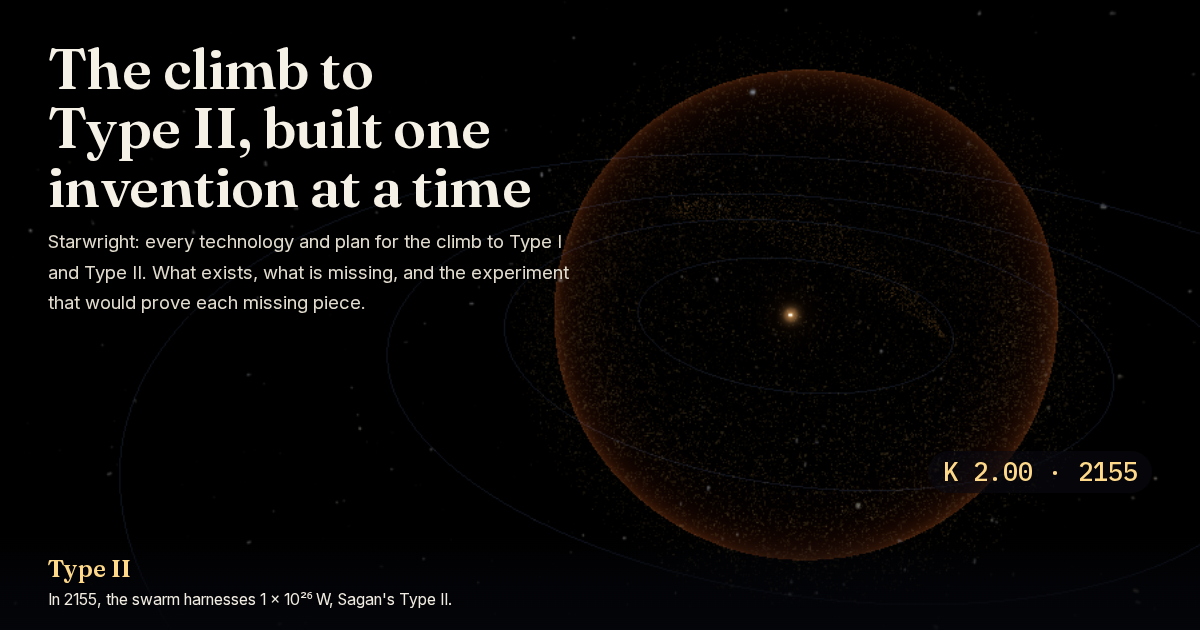 The climb to
Type II, built one
invention at a time
Starwright: every technology and plan for the climb to Type I
and Type II. What exists, what is missing, and the experiment
that would prove each missing piece.
K 2.00 · 2155
Type II
In 2155, the swarm harnesses 1 × 10²⁶ W, Sagan's Type II.